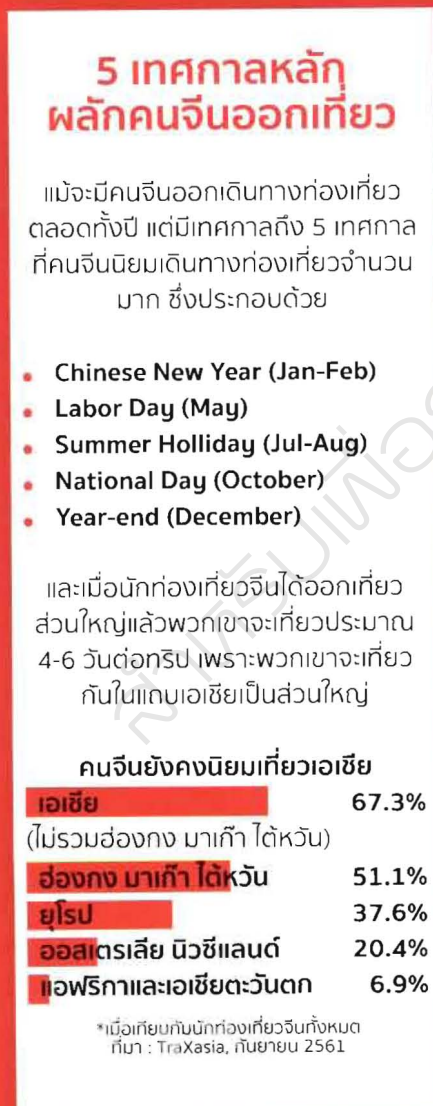 5 เทศกาลหลัก
ผลักคนจีนออกเที่ยว
แม้จะมีคนจีนออกเดินทางท่องเที่ยว
ตลอดทั้งปี แต่มีเทศกาลถึง 5 เทศกาล
ที่คนจีนนิยมเดินทางท่องเที่ยวจำนวน
มาก ซึ่งประกอบด้วย
• Chinese New Year (Jan-Feb)
• Labor Day (May)
• Summer Holliday (Jul-Aug)
• National Day (October)
• Year-end (December)
และเมื่อนักท่องเที่ยวจีนได้ออกเที่ยว
ส่วนใหญ่แล้วพวกเขาจะเที่ยวประมาณ
4-6 วันต่อทริป เพราะพวกเขาจะเที่ยว
กันในแถบเอเชียเป็นส่วนใหญ่
คนจีนยังคงนิยมเที่ยวเอเชีย
เอเชีย 67.3%
(ไม่รวมฮ่องกง มาเก๊า ไต้หวัน)
ฮ่องกง มาเก๊า ไต้หวัน 51.1%
ยุโรป 37.6%
ออสเตรเลีย นิวซีแลนด์ 20.4%
แอฟริกาและเอเชียตะวันตก 6.9%
*เมื่อเทียบกับนักท่องเที่ยวจีนทั้งหมด
ที่มา : TraXasia, กันยายน 2561